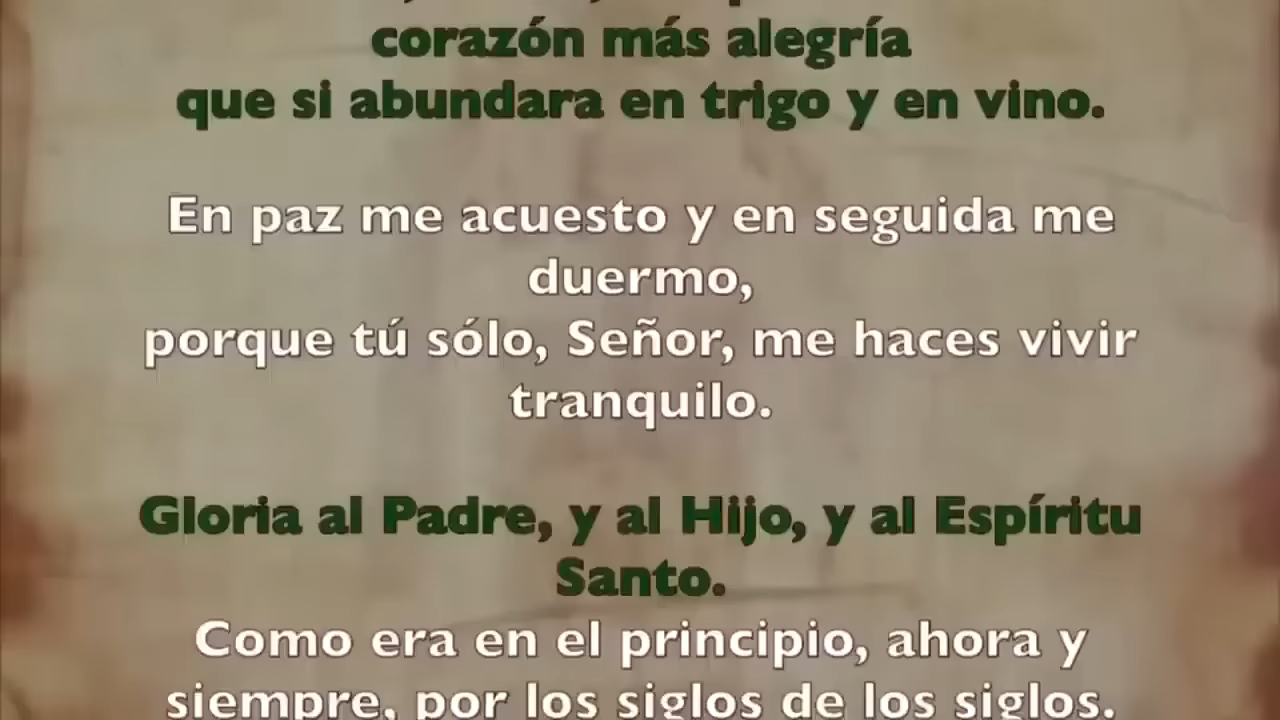 corazón más alegría
que si abundara en trigo y en vino.
En paz me acuesto y en seguida me
duermo,
porque tú sólo, Señor, me haces vivir
tranquilo.
Gloria al Padre, y al Hijo, y al Espíritu
Santo.
Como era en el principio, ahora y
siempre, por los siglos de los siglos.